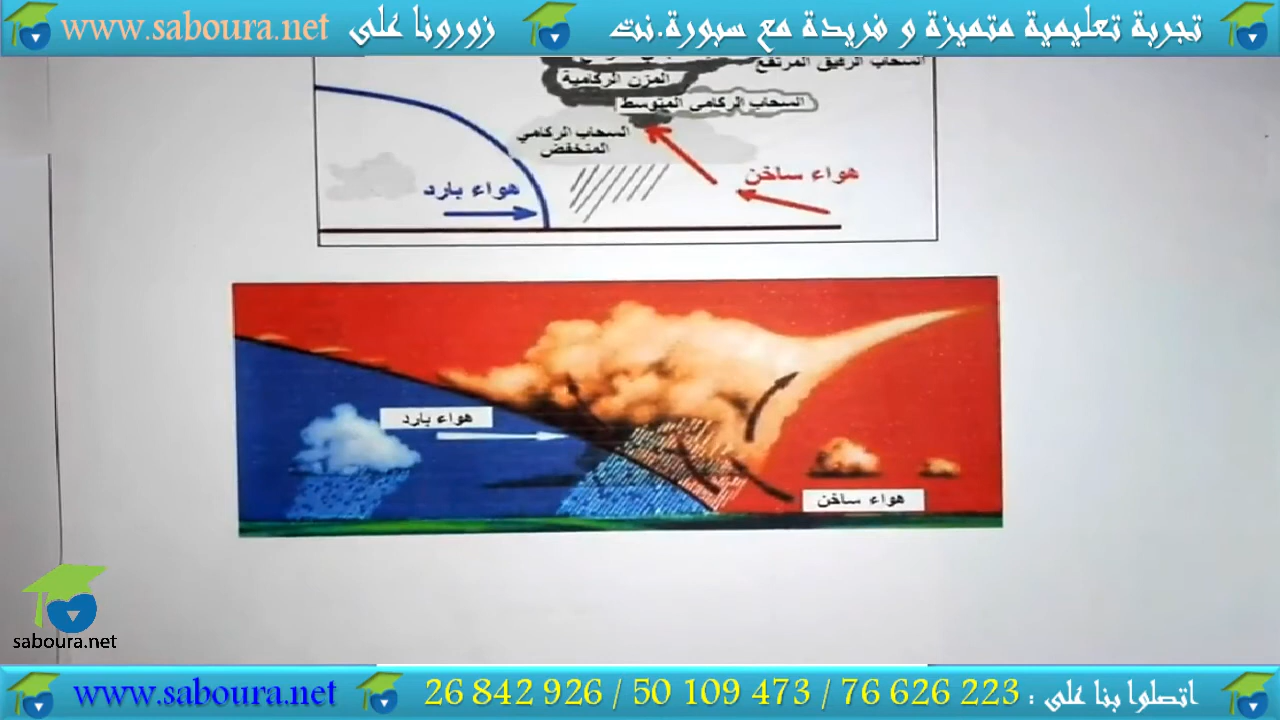 تجربة تعليمية متميزة و فريدة مع سبورة.نت
زورونا على www.saboura.net
السحاب الرقيق المرتفع
المزن الركامية
السحاب الركامي المتوسط
السحاب الركامي
المنخفض
هواء ساخن
هواء بارد
هواء بارد
هواء ساخن
saboura.net
اتصلوا بنا على : 26 842 926 / 50 109 473 / 76 626 223
www.saboura.net